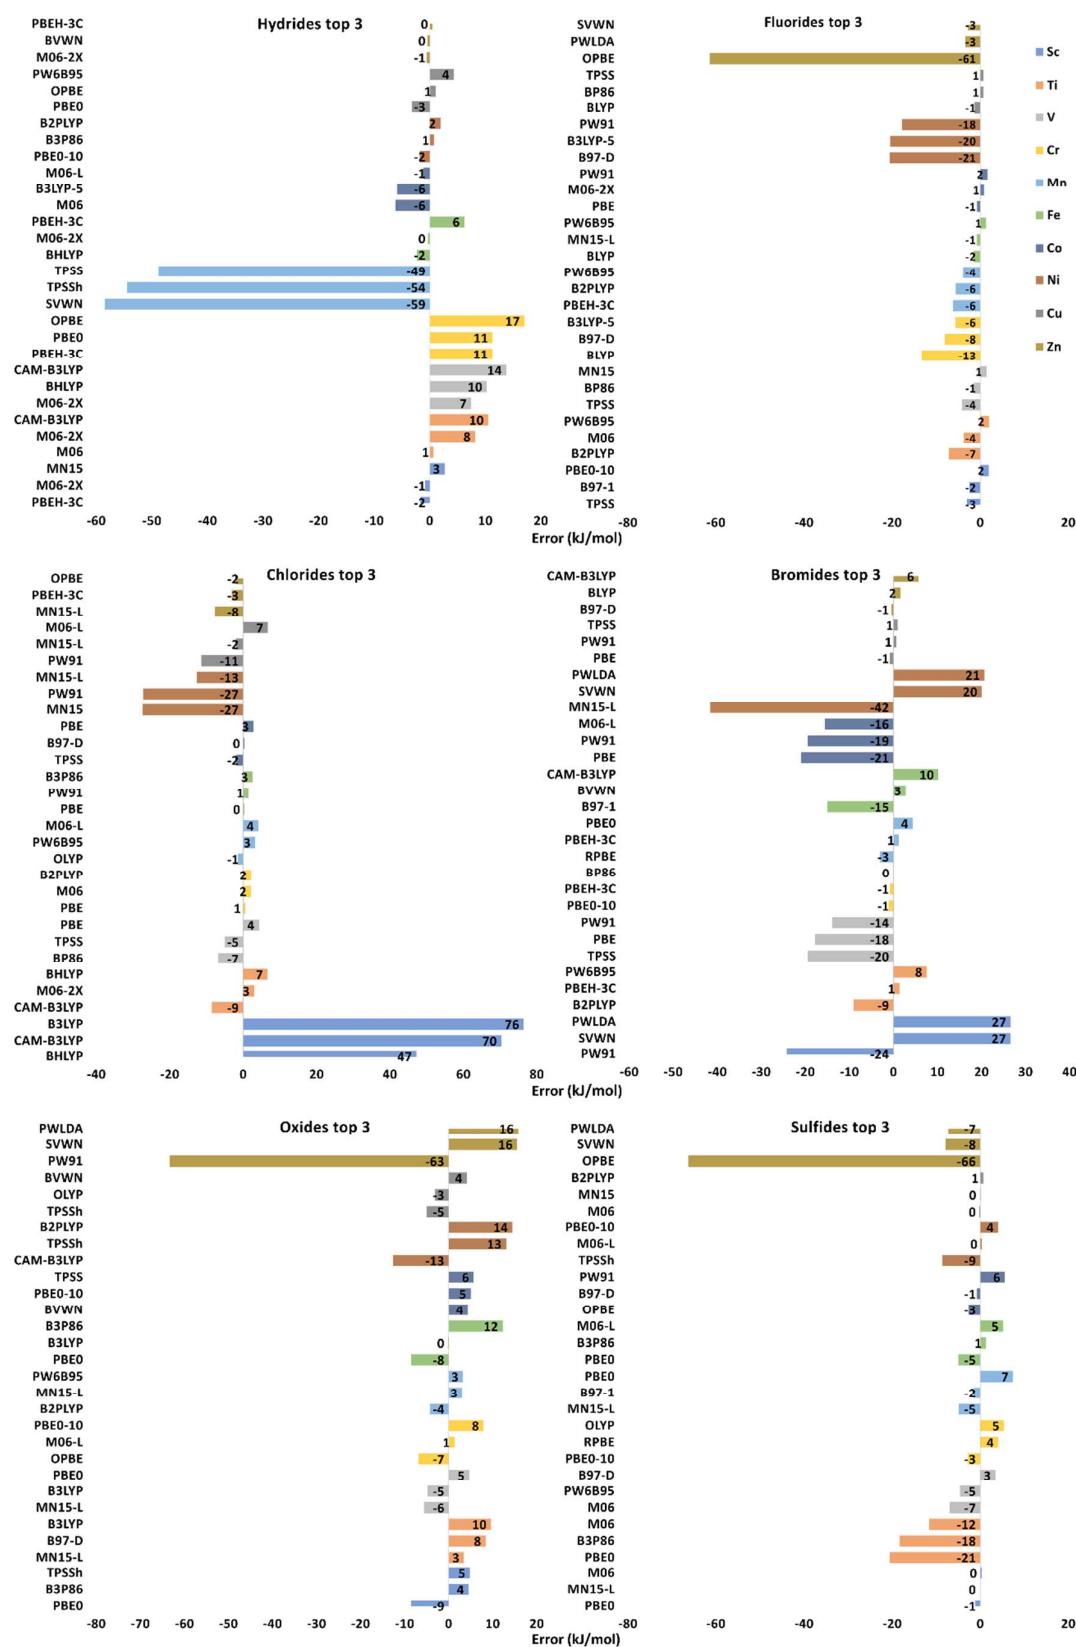 Hydrides top 3
PBEH-3C 0
BVWN 0
M06-2X -1
PW6B95 4
OPBE 1
PBE0 -3
B2PLYP 2
B3P86 1
PBE0-10 -2
M06-L -1
B3LYP-5 -6
M06 -6
PBEH-3C 6
M06-2X 0
BHLYP -2
TPSS -49
TPSSh -54
SVWN -59
OPBE 17
PBE0 11
PBEH-3C 11
CAM-B3LYP 14
BHLYP 10
M06-2X 7
CAM-B3LYP 10
M06-2X 8
M06 1
MN15 3
M06-2X -1
PBEH-3C -2
-60 -50 -40 -30 -20 -10 0 10 20
Error (kJ/mol)
Fluorides top 3
SVWN -3
PWLDA -3
OPBE -61
TPSS 1
BP86 1
BLYP -1
PW91 -18
B3LYP-5 -20
B97-D -21
PW91 2
M06-2X 1
PBE -1
PW6B95 1
MN15-L -1
BLYP -2
PW6B95 -4
B2PLYP -6
PBEH-3C -6
B3LYP-5 -6
B97-D -8
BLYP -13
MN15 1
BP86 -1
TPSS -4
PW6B95 2
M06 -4
B2PLYP -7
PBE0-10 2
B97-1 -2
TPSS -3
-80 -60 -40 -20 0 20
Error (kJ/mol)
Sc
Ti
V
Cr
Mn
Fe
Co
Ni
Cu
Zn
Chlorides top 3
OPBE -2
PBEH-3C -3
MN15-L -8
M06-L 7
MN15-L -2
PW91 -11
MN15-L -13
PW91 -27
MN15 -27
PBE 3
B97-D 0
TPSS -2
B3P86 3
PW91 1
PBE 0
M06-L 4
PW6B95 3
OLYP -1
B2PLYP 2
M06 2
PBE 1
PBE 4
TPSS -5
BP86 -7
BHLYP 7
M06-2X 3
CAM-B3LYP -9
B3LYP 76
CAM-B3LYP 70
BHLYP 47
-40 -20 0 20 40 60 80
Error (kJ/mol)
Bromides top 3
CAM-B3LYP 6
BLYP 2
B97-D -1
TPSS 1
PW91 1
PBE -1
PWLDA 21
SVWN 20
MN15-L -42
M06-L -16
PW91 -19
PBE -21
CAM-B3LYP 10
BVWN 3
B97-1 -15
PBE0 4
PBEH-3C 1
RPBE -3
BP86 0
PBEH-3C -1
PBE0-10 -1
PW91 -14
PBE -18
TPSS -20
PW6B95 8
PBEH-3C 1
B2PLYP -9
PWLDA 27
SVWN 27
PW91 -24
-60 -50 -40 -30 -20 -10 0 10 20 30 40
Error (kJ/mol)
Oxides top 3
PWLDA 16
SVWN 16
PW91 -63
BVWN 4
OLYP -3
TPSSh -5
B2PLYP 14
TPSSh 13
CAM-B3LYP -13
TPSS 6
PBE0-10 5
BVWN 4
B3P86 12
B3LYP 0
PBE0 -8
PW6B95 3
MN15-L 3
B2PLYP -4
PBE0-10 8
M06-L 1
OPBE -7
PBE0 5
B3LYP -5
MN15-L -6
B3LYP 10
B97-D 8
MN15-L 3
TPSSh 5
B3P86 4
PBE0 -9
-80 -70 -60 -50 -40 -30 -20 -10 0 10 20
Error (kJ/mol)
Sulfides top 3
PWLDA -7
SVWN -8
OPBE -66
B2PLYP 1
MN15 0
M06 0
PBE0-10 4
M06-L 0
TPSSh -9
PW91 6
B97-D -1
OPBE -3
M06-L 5
B3P86 1
PBE0 -5
PBE0 7
B97-1 -2
MN15-L -5
OLYP 5
RPBE 4
PBE0-10 -3
B97-D 3
PW6B95 -5
M06 -7
M06 -12
B3P86 -18
PBE0 -21
M06 0
MN15-L 0
PBE0 -1
-80 -60 -40 -20 0 20
Error (kJ/mol)